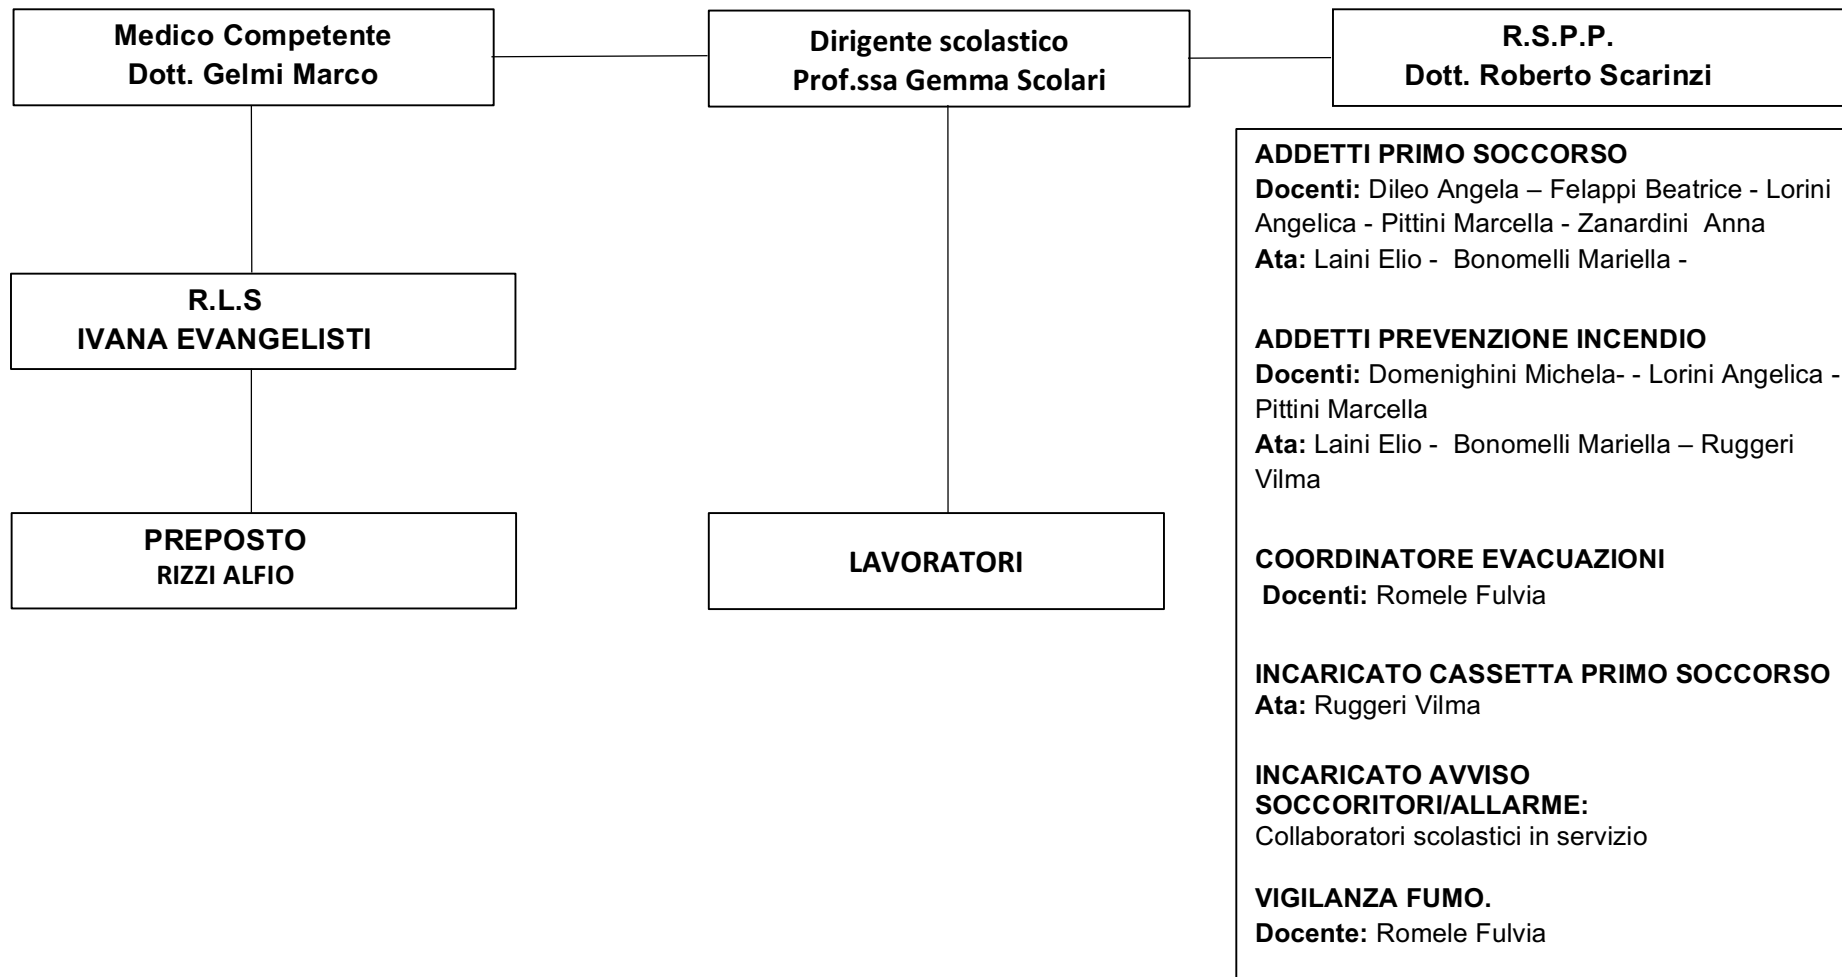 Medico Competente
Dott. Gelmi Marco
Dirigente scolastico
Prof.ssa Gemma Scolari
R.S.P.P.
Dott. Roberto Scarinzi
R.L.S
IVANA EVANGELISTI
PREPOSTO
RIZZI ALFIO
LAVORATORI
ADDETTI PRIMO SOCCORSO
Docenti: Dileo Angela – Felappi Beatrice - Lorini
Angelica - Pittini Marcella - Zanardini  Anna
Ata: Laini Elio -  Bonomelli Mariella -
ADDETTI PREVENZIONE INCENDIO
Docenti: Domenighini Michela- - Lorini Angelica -
Pittini Marcella
Ata: Laini Elio -  Bonomelli Mariella – Ruggeri
Vilma
COORDINATORE EVACUAZIONI
Docenti: Romele Fulvia
INCARICATO CASSETTA PRIMO SOCCORSO
Ata: Ruggeri Vilma
INCARICATO AVVISO
SOCCORITORI/ALLARME:
Collaboratori scolastici in servizio
VIGILANZA FUMO.
Docente: Romele Fulvia